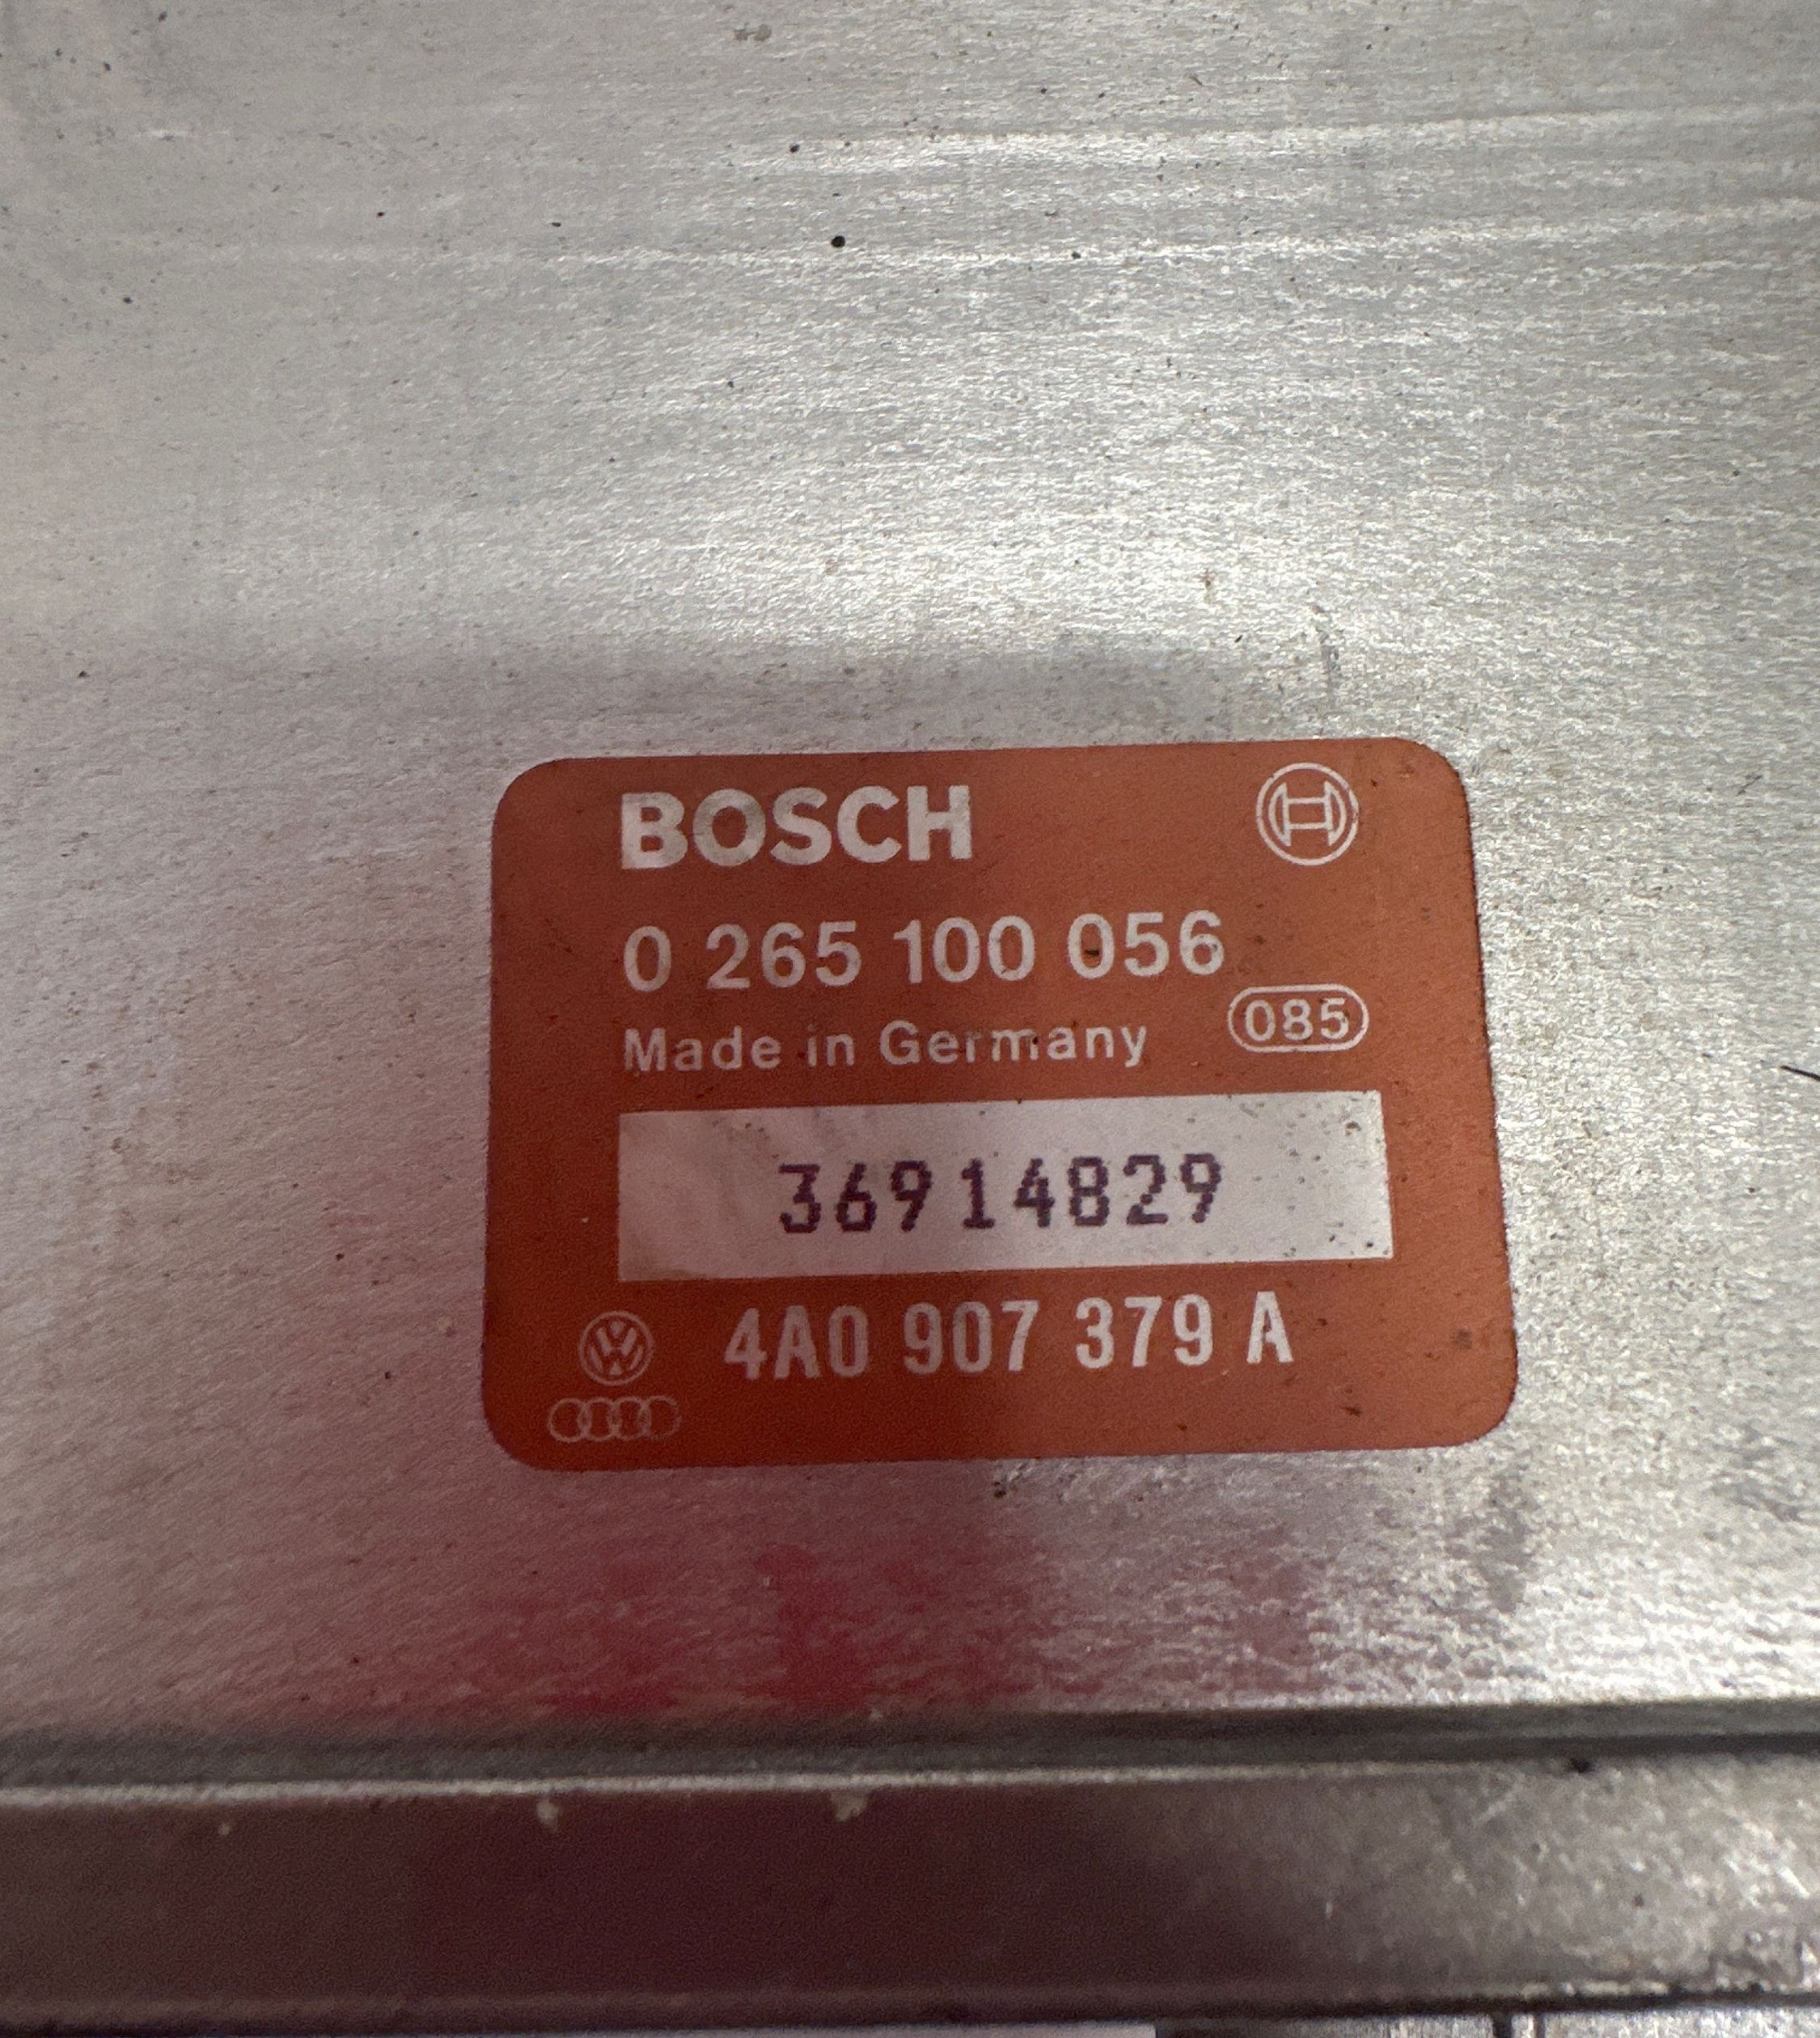 BOSCH
0 265 100 056
Made in Germany 085
36914829
4A0 907 379 A